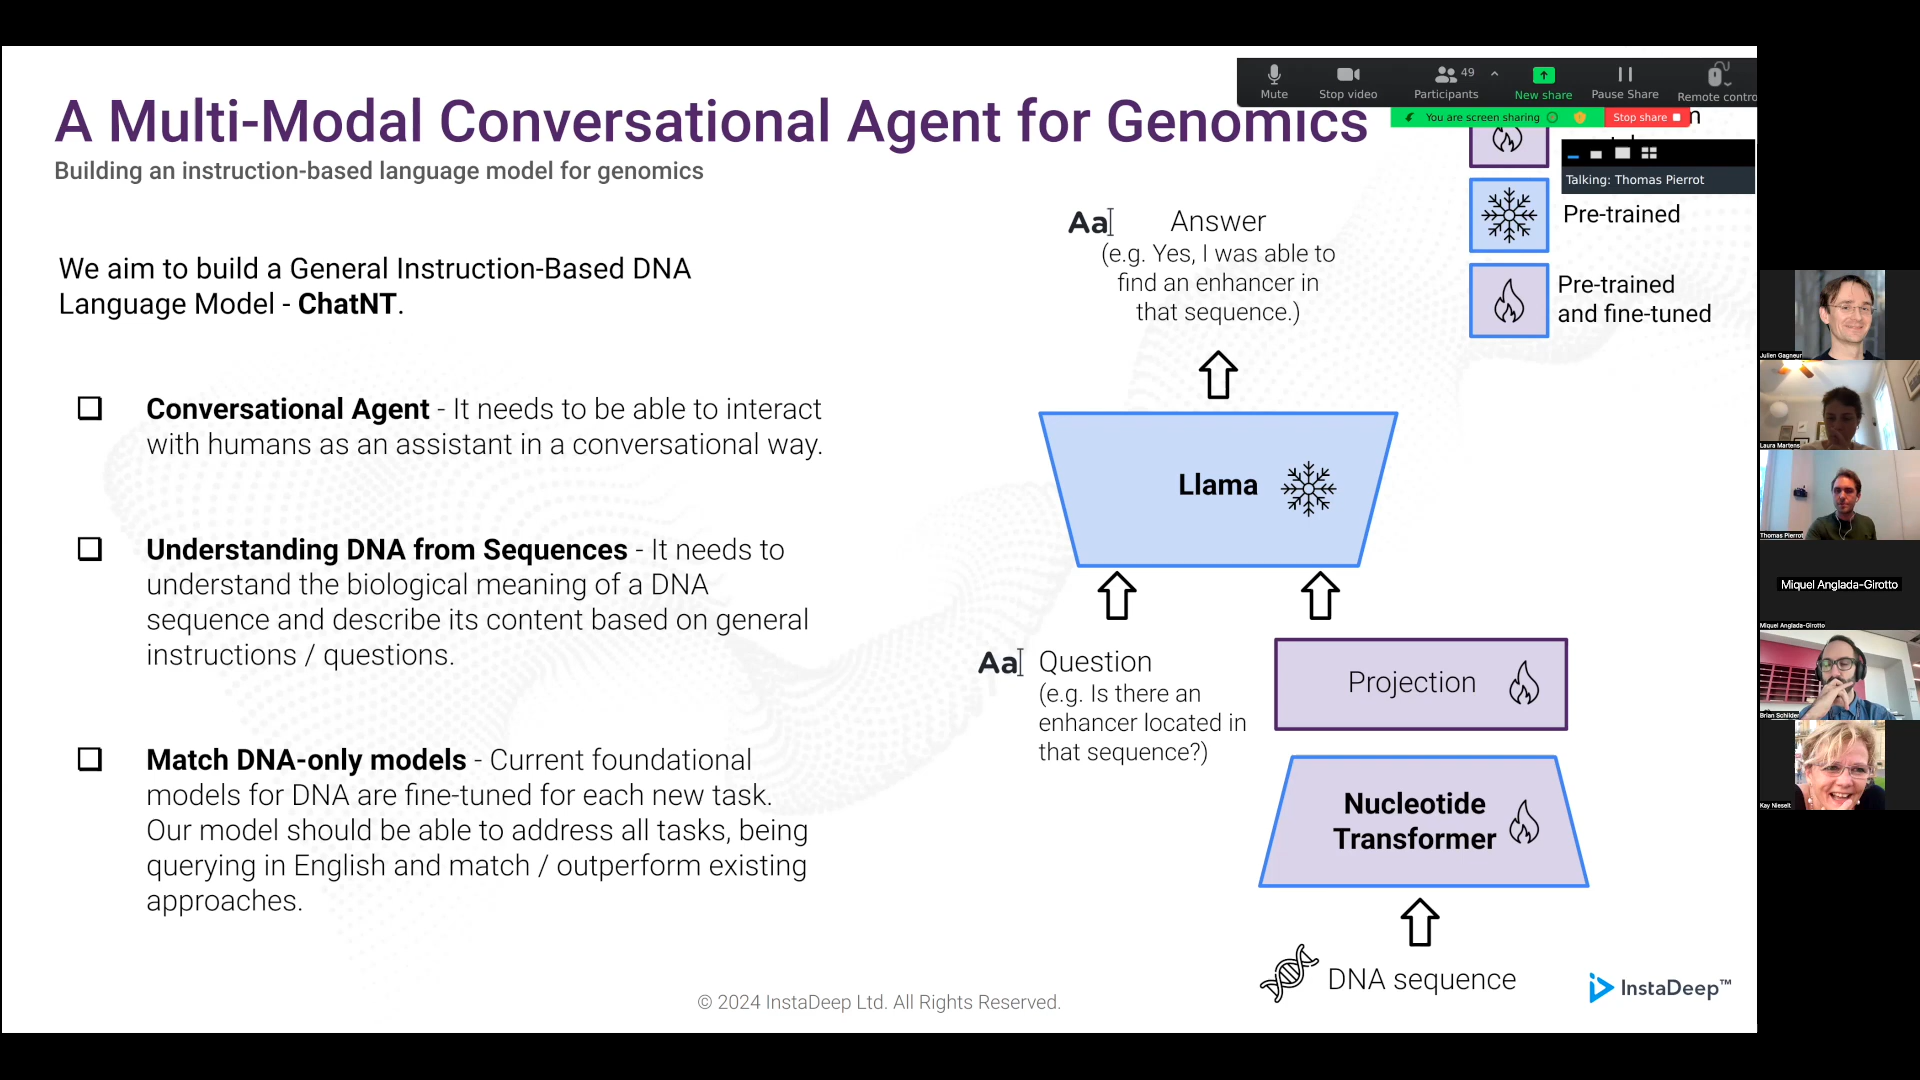 Mute
Stop video
Participants
49
New share
Pause Share
Remote contro
You are screen sharing
Stop share
Talking: Thomas Pierrot
A Multi-Modal Conversational Agent for Genomics
Building an instruction-based language model for genomics
We aim to build a General Instruction-Based DNA
Language Model - ChatNT.
Conversational Agent - It needs to be able to interact
with humans as an assistant in a conversational way.
Understanding DNA from Sequences - It needs to
understand the biological meaning of a DNA
sequence and describe its content based on general
instructions / questions.
Match DNA-only models - Current foundational
models for DNA are fine-tuned for each new task.
Our model should be able to address all tasks, being
querying in English and match / outperform existing
approaches.
Pre-trained
Pre-trained
and fine-tuned
Aa
Answer
(e.g. Yes, I was able to
find an enhancer in
that sequence.)
Llama
Aa
Question
(e.g. Is there an
enhancer located in
that sequence?)
Projection
Nucleotide
Transformer
DNA sequence
InstaDeep™
© 2024 InstaDeep Ltd. All Rights Reserved.
Julien Gagneur
Laura Martens
Thomas Pierrot
Miquel Anglada-Girotto
Miquel Anglada-Girotto
Brian Schilder
Kay Nieselt